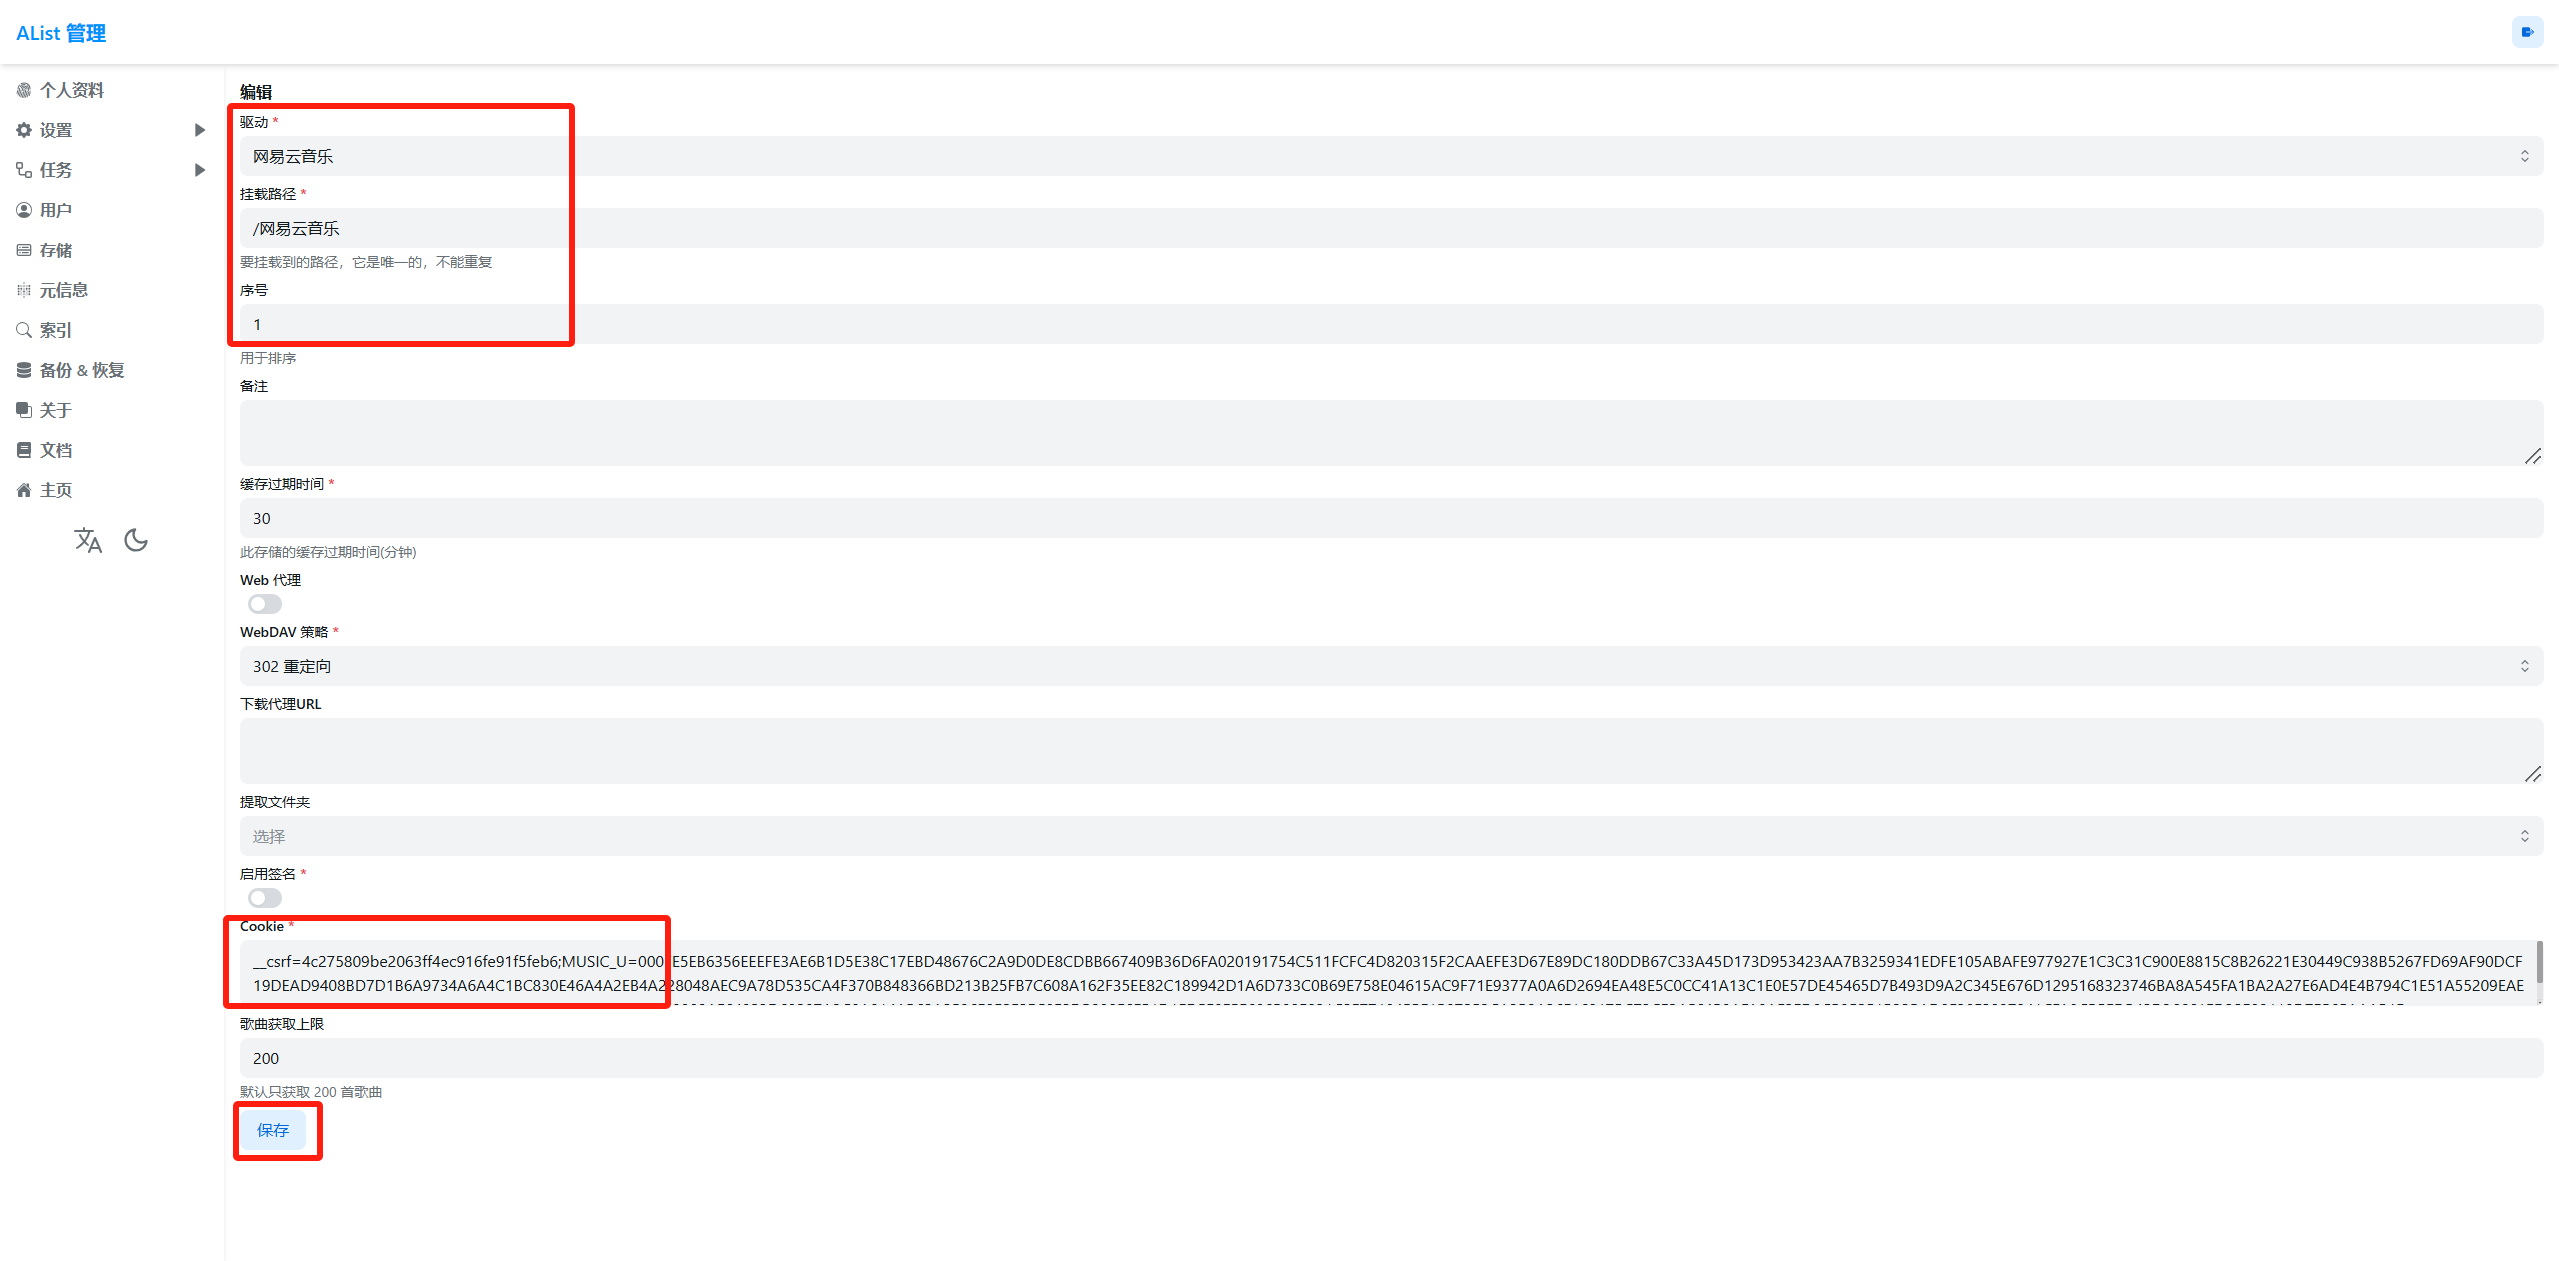 AList 管理
个人资料
设置
任务
用户
存储
元信息
索引
备份 & 恢复
关于
文档
主页
编辑
驱动 *
网易云音乐
挂载路径 *
/网易云音乐
要挂载到的路径，它是唯一的，不能重复
序号
1
用于排序
备注
缓存过期时间 *
30
此存储的缓存过期时间(分钟)
Web 代理
WebDAV 策略 *
302 重定向
下载代理URL
提取文件夹
选择
启用签名 *
Cookie *
歌曲获取上限
200
默认只获取 200 首歌曲
保存